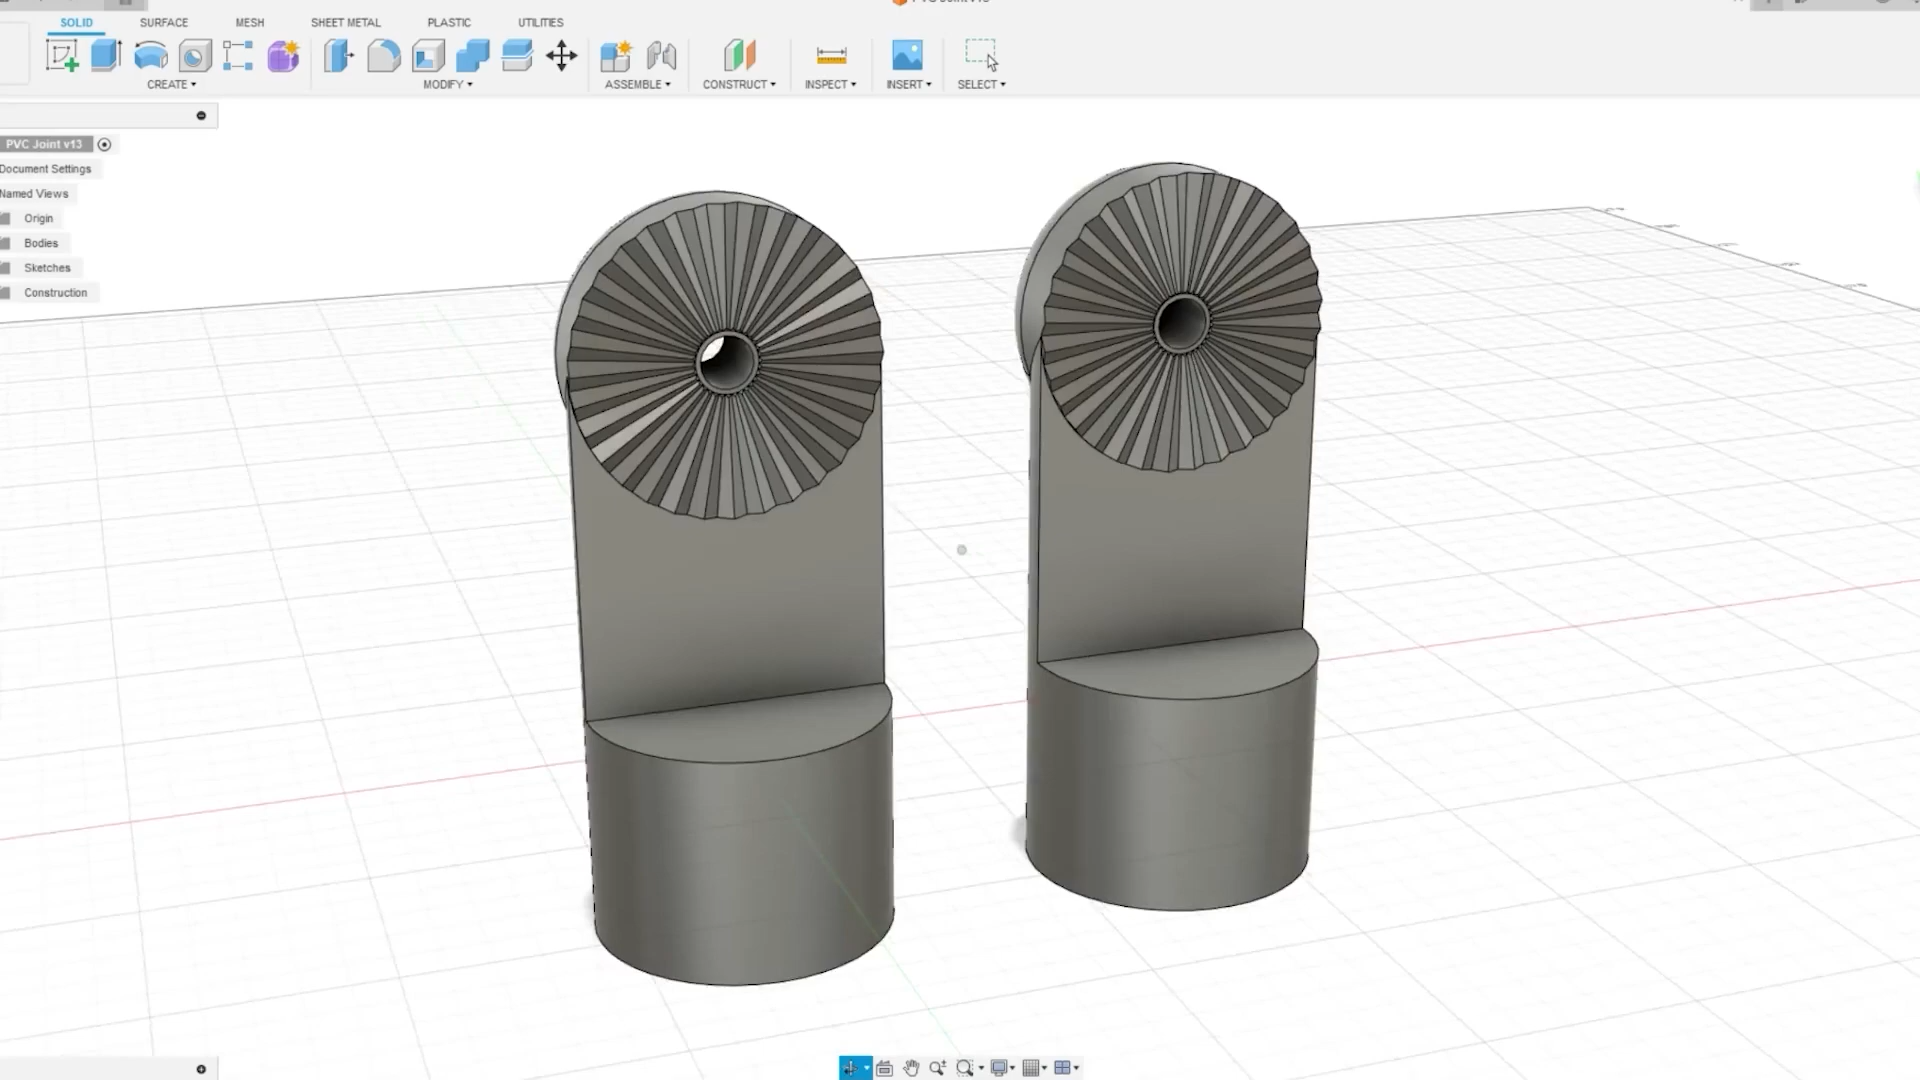 SOLID SURFACE MESH SHEET METAL PLASTIC UTILITIES
CREATE MODIFY ASSEMBLE CONSTRUCT INSPECT INSERT SELECT
PVC Joint v13
Document Settings
Named Views
Origin
Bodies
Sketches
Construction